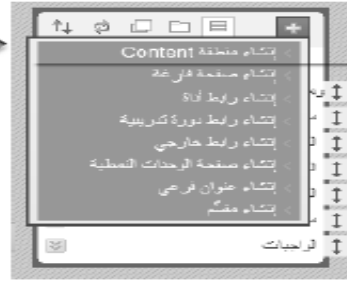 إنشاء منطقة Content
إنشاء صفحة فارغة
إنشاء رابط أداة
إنشاء رابط دورة تدريبية
إنشاء رابط خارجي
إنشاء صفحة الوحدات النمطية
إنشاء عنوان فرعي
إنشاء مقسّم
الواجبات